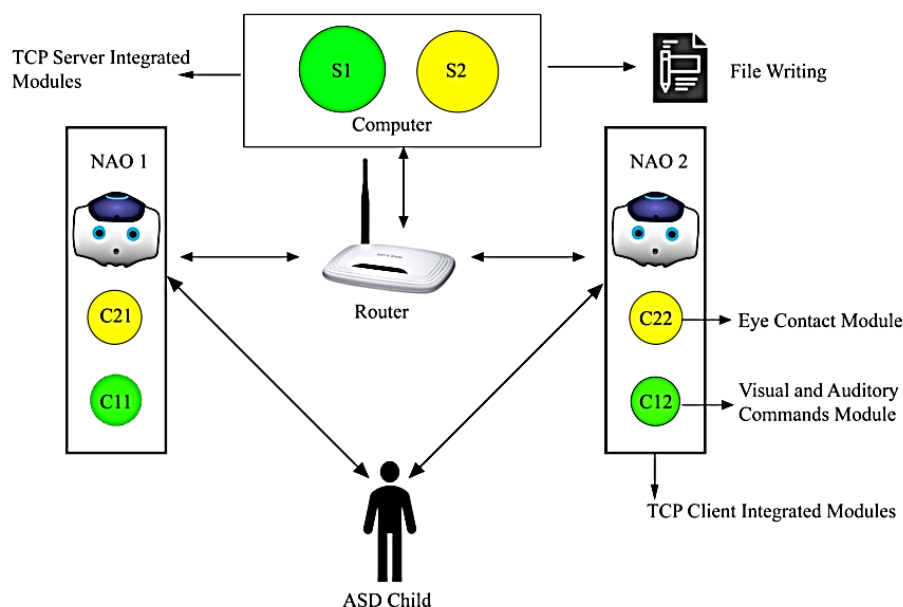 TCP Server Integrated
Modules
S1
S2
Computer
File Writing
NAO 1
NAO 2
Router
C21
C22
Eye Contact Module
C11
C12
Visual and Auditory
Commands Module
TCP Client Integrated Modules
ASD Child